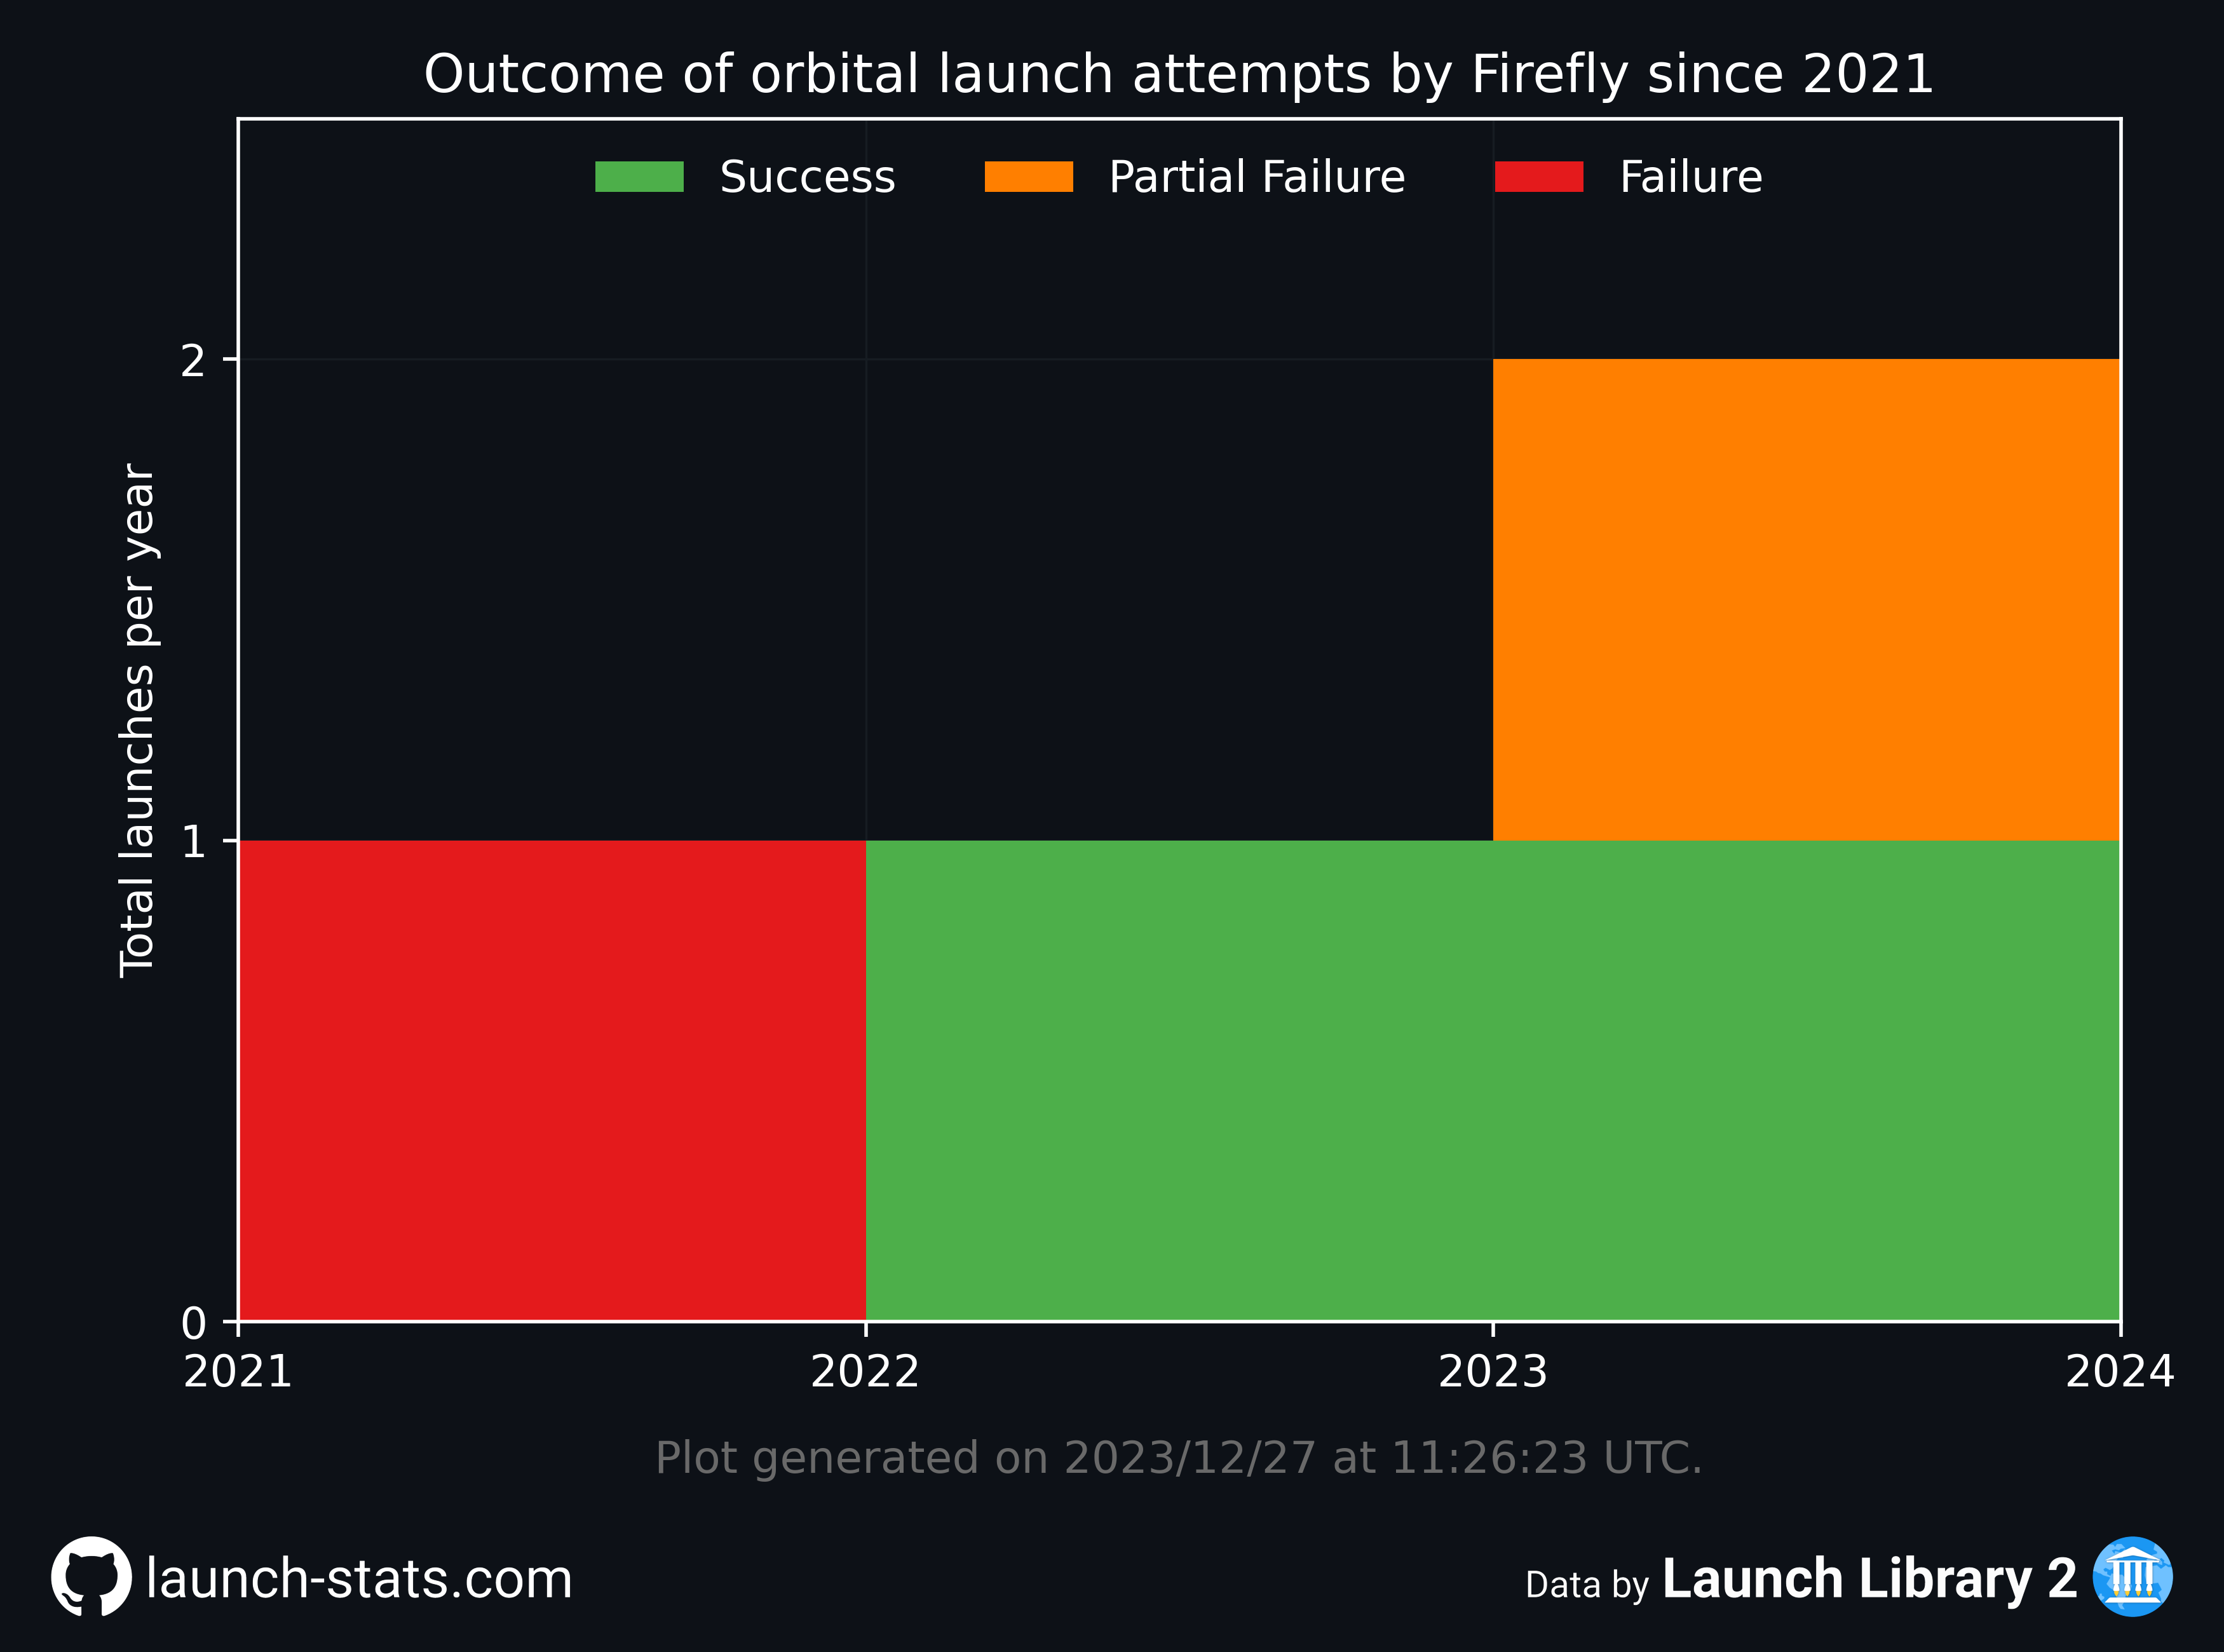 Outcome of orbital launch attempts by Firefly since 2021
Success Partial Failure Failure
Total launches per year
2
1
0
2021 2022 2023 2024
Plot generated on 2023/12/27 at 11:26:23 UTC.
launch-stats.com
Data by Launch Library 2